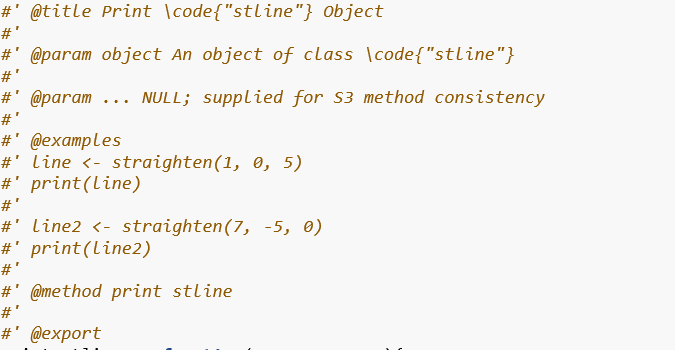 #' @title Print \code{"stline"} Object
#'
#' @param object An object of class \code{"stline"}
#'
#' @param ... NULL; supplied for S3 method consistency
#'
#' @examples
#' line <- straighten(1, 0, 5)
#' print(line)
#'
#' line2 <- straighten(7, -5, 0)
#' print(line2)
#'
#' @method print stline
#'
#' @export